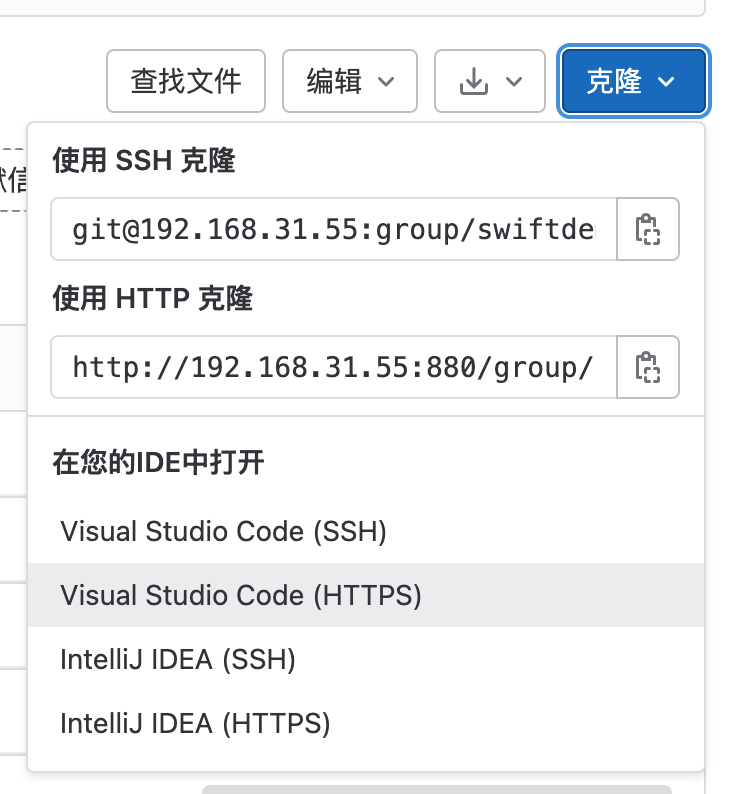 查找文件
编辑
克隆
使用 SSH 克隆
git@192.168.31.55:group/swiftde
使用 HTTP 克隆
http://192.168.31.55:880/group/
在您的IDE中打开
Visual Studio Code (SSH)
Visual Studio Code (HTTPS)
IntelliJ IDEA (SSH)
IntelliJ IDEA (HTTPS)